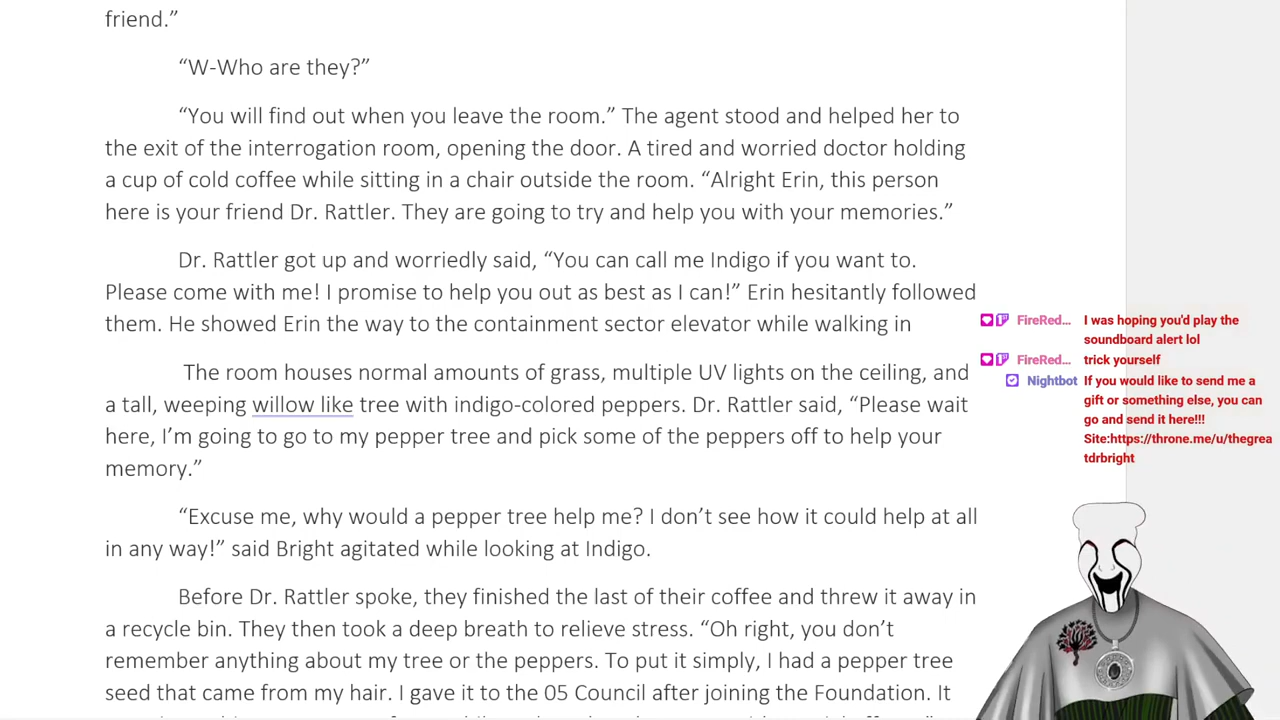 friend.”
“W-Who are they?”
“You will find out when you leave the room.” The agent stood and helped her to
the exit of the interrogation room, opening the door. A tired and worried doctor holding
a cup of cold coffee while sitting in a chair outside the room. “Alright Erin, this person
here is your friend Dr. Rattler. They are going to try and help you with your memories.”
Dr. Rattler got up and worriedly said, “You can call me Indigo if you want to.
Please come with me! I promise to help you out as best as I can!” Erin hesitantly followed
them. He showed Erin the way to the containment sector elevator while walking in
The room houses normal amounts of grass, multiple UV lights on the ceiling, and
a tall, weeping willow like tree with indigo-colored peppers. Dr. Rattler said, “Please wait
here, I’m going to go to my pepper tree and pick some of the peppers off to help your
memory.”
“Excuse me, why would a pepper tree help me? I don’t see how it could help at all
in any way!” said Bright agitated while looking at Indigo.
Before Dr. Rattler spoke, they finished the last of their coffee and threw it away in
a recycle bin. They then took a deep breath to relieve stress. “Oh right, you don’t
remember anything about my tree or the peppers. To put it simply, I had a pepper tree
seed that came from my hair. I gave it to the 05 Council after joining the Foundation. It
FireRed... I was hoping you'd play the
soundboard alert lol
FireRed... trick yourself
Nightbot If you would like to send me a
gift or something else, you can
go and send it here!!!
Site:https://throne.me/u/thegrea
tdrbright